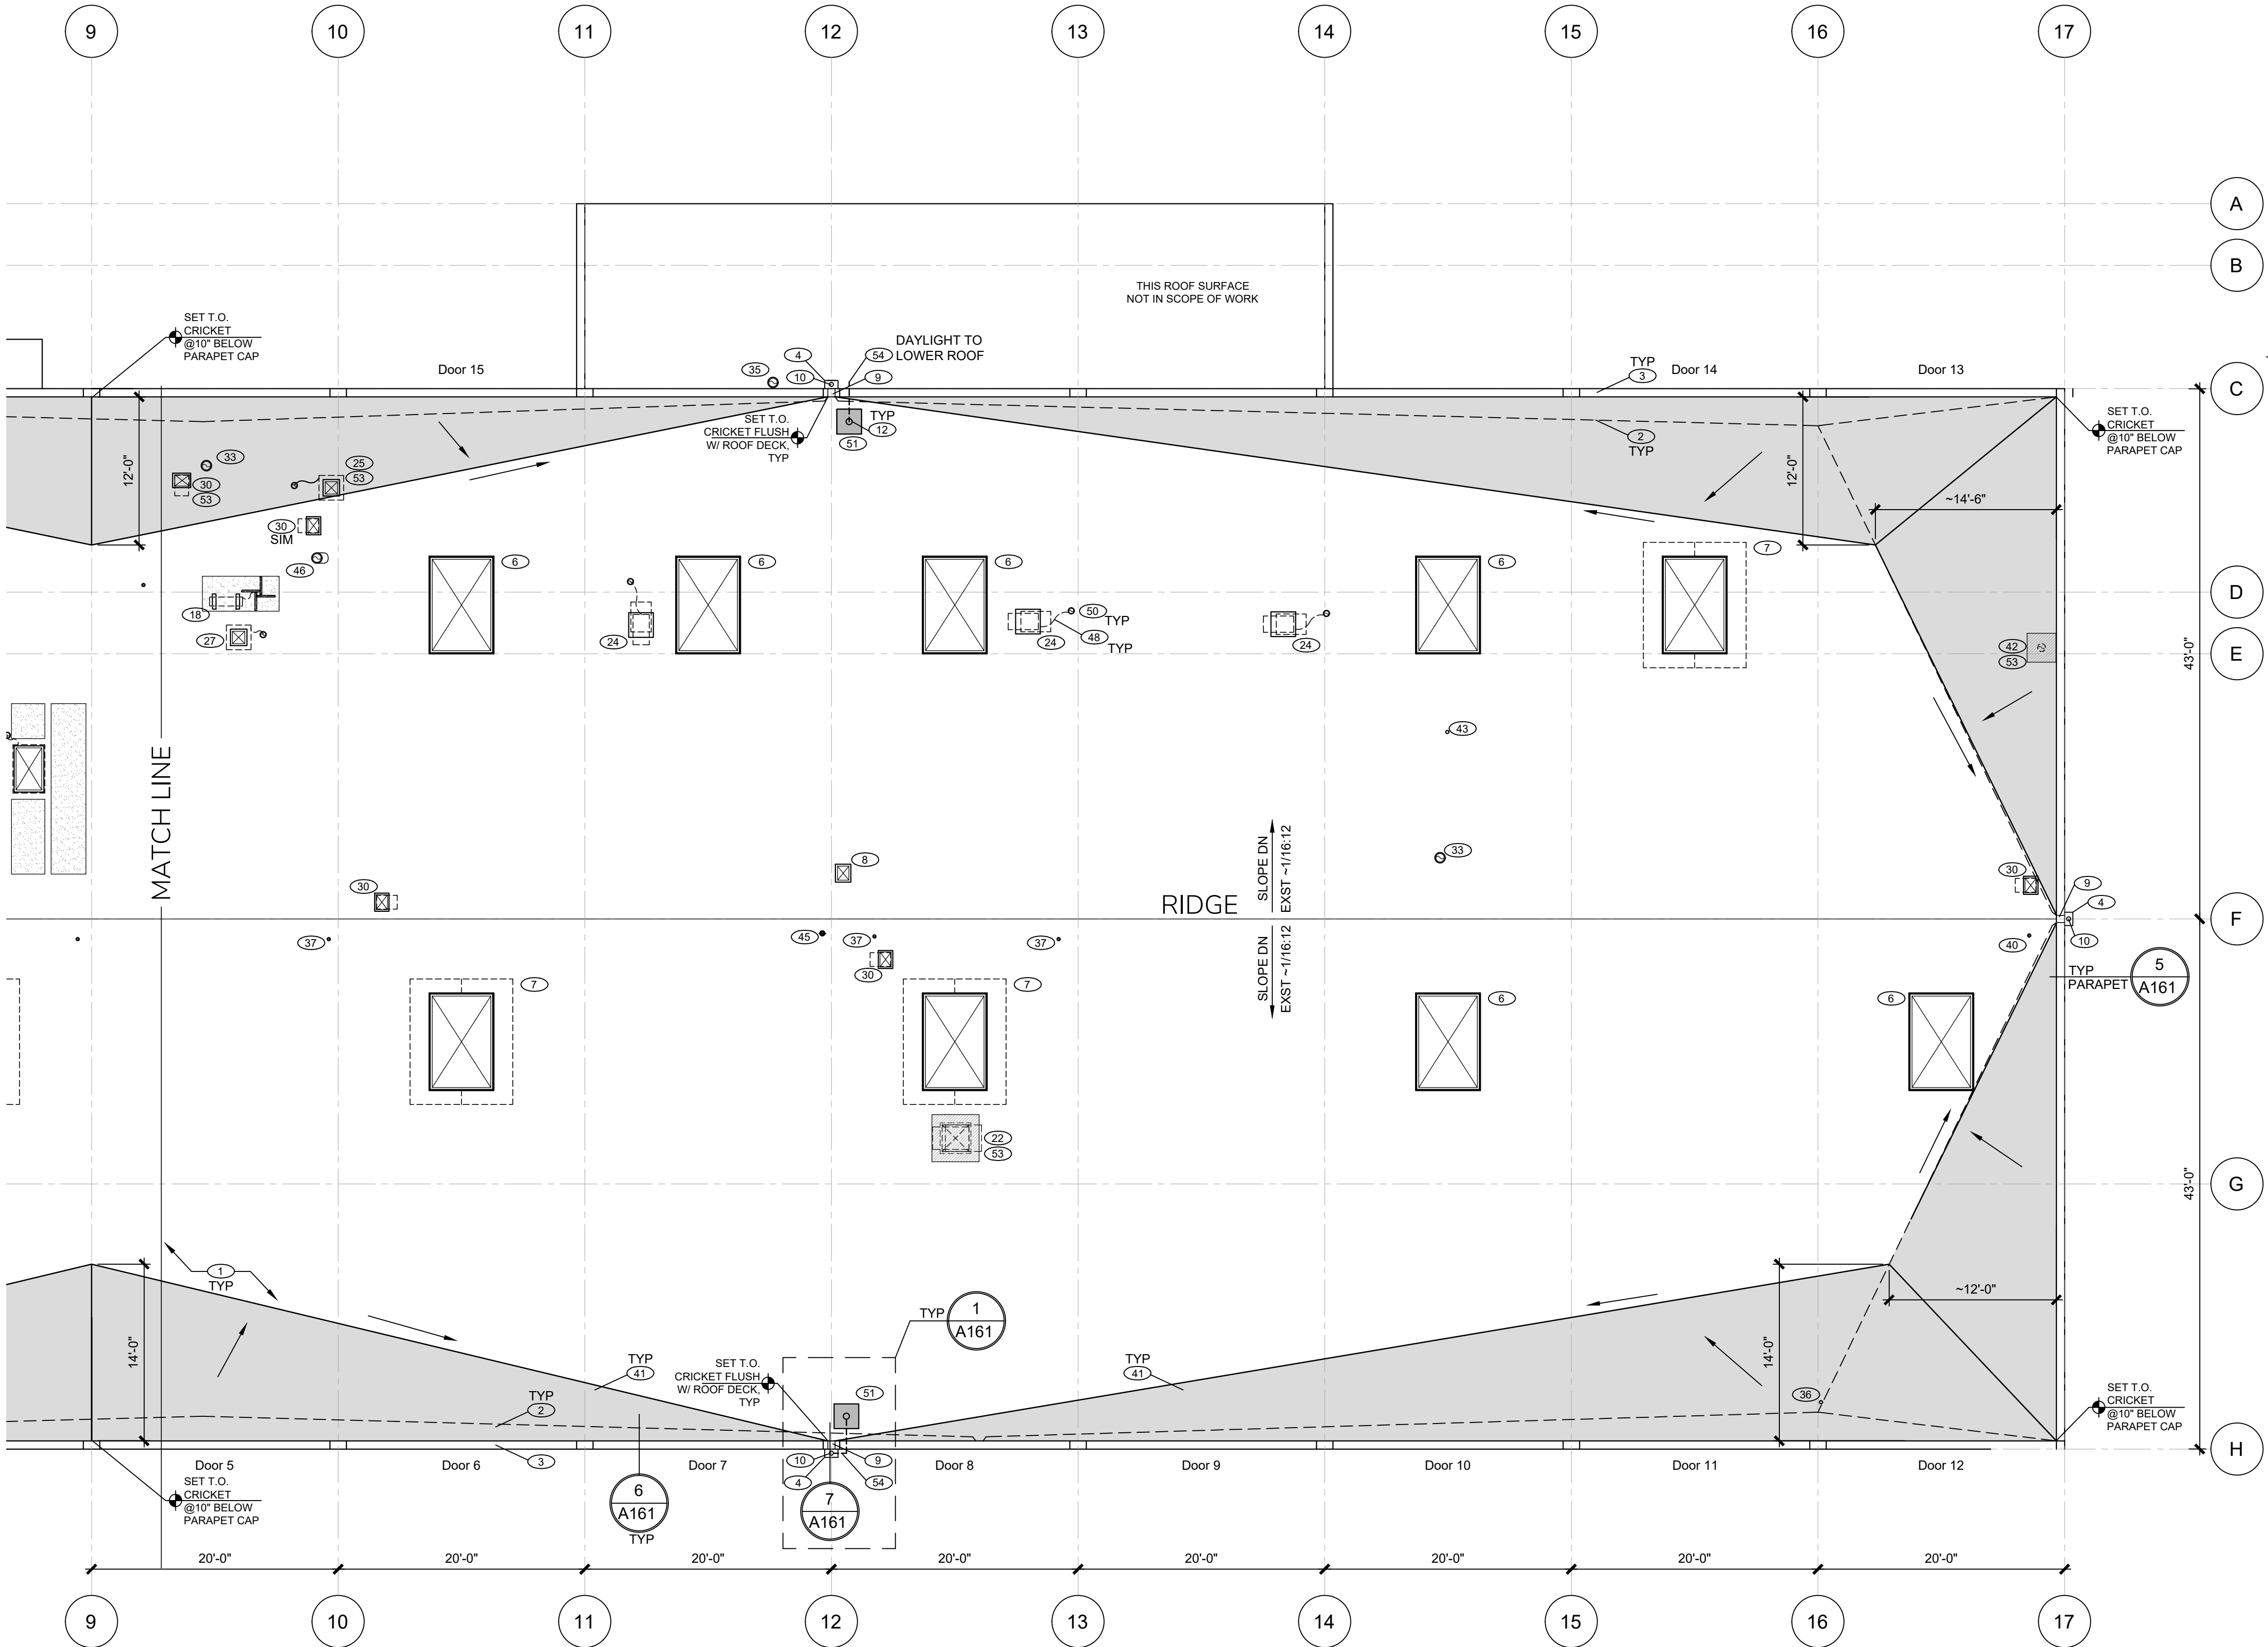 9
10
11
12
13
14
15
16
17
A
B
THIS ROOF SURFACE
NOT IN SCOPE OF WORK
SET T.O.
CRICKET
@10" BELOW
PARAPET CAP
Door 15
35
4
10
54
9
DAYLIGHT TO
LOWER ROOF
TYP
3
Door 14
Door 13
C
SET T.O.
CRICKET FLUSH
W/ ROOF DECK,
TYP
TYP
12
51
2
TYP
SET T.O.
CRICKET
@10" BELOW
PARAPET CAP
12'-0"
33
30
53
25
53
12'-0"
~14'-6"
30
SIM
46
6
6
6
6
7
18
27
24
50
TYP
48
TYP
24
24
D
42
53
E
43'-0"
43
MATCH LINE
30
8
33
SLOPE DN
EXST ~1/16:12
RIDGE
30
9
4
10
F
37
45
37
30
37
SLOPE DN
EXST ~1/16:12
40
TYP
PARAPET
5
A161
7
7
6
6
22
53
G
43'-0"
1
TYP
14'-0"
TYP
1
A161
~12'-0"
14'-0"
TYP
41
SET T.O.
CRICKET FLUSH
W/ ROOF DECK,
TYP
51
TYP
41
TYP
2
36
SET T.O.
CRICKET
@10" BELOW
PARAPET CAP
H
Door 5
Door 6
3
Door 7
10
4
9
54
Door 8
Door 9
Door 10
Door 11
Door 12
SET T.O.
CRICKET
@10" BELOW
PARAPET CAP
6
A161
TYP
7
A161
20'-0"
20'-0"
20'-0"
20'-0"
20'-0"
20'-0"
20'-0"
20'-0"
9
10
11
12
13
14
15
16
17